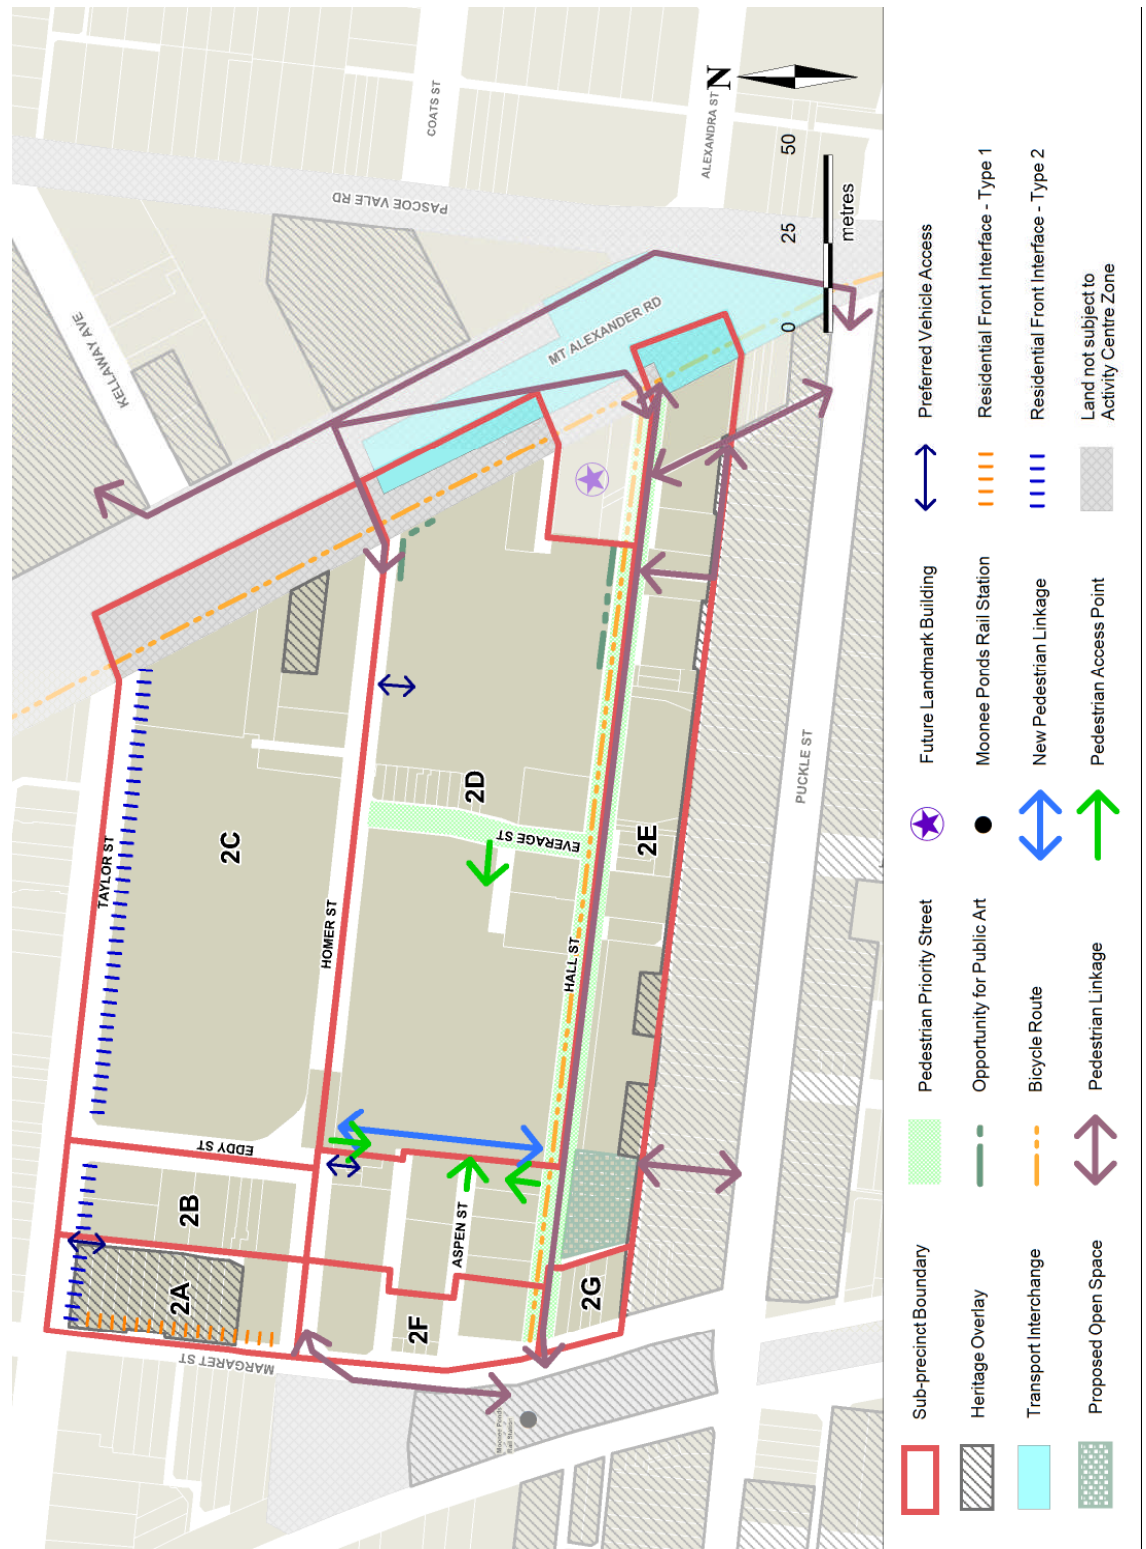 TAYLOR ST
KELLAWAY AVE
PASCOE VALE RD
COATS ST
ALEXANDRA ST
N
MT ALEXANDER RD
2C
HOMER ST
EDDY ST
2B
2A
MARGARET ST
2D
EVERAGE ST
HALL ST
ASPEN ST
2F
2E
2G
PUCKLE ST
Moonee Ponds
Rail Station
0
25
50
metres
Sub-precinct Boundary
Heritage Overlay
Transport Interchange
Proposed Open Space
Pedestrian Priority Street
Opportunity for Public Art
Bicycle Route
Pedestrian Linkage
Future Landmark Building
Moonee Ponds Rail Station
New Pedestrian Linkage
Pedestrian Access Point
Preferred Vehicle Access
Residential Front Interface - Type 1
Residential Front Interface - Type 2
Land not subject to
Activity Centre Zone